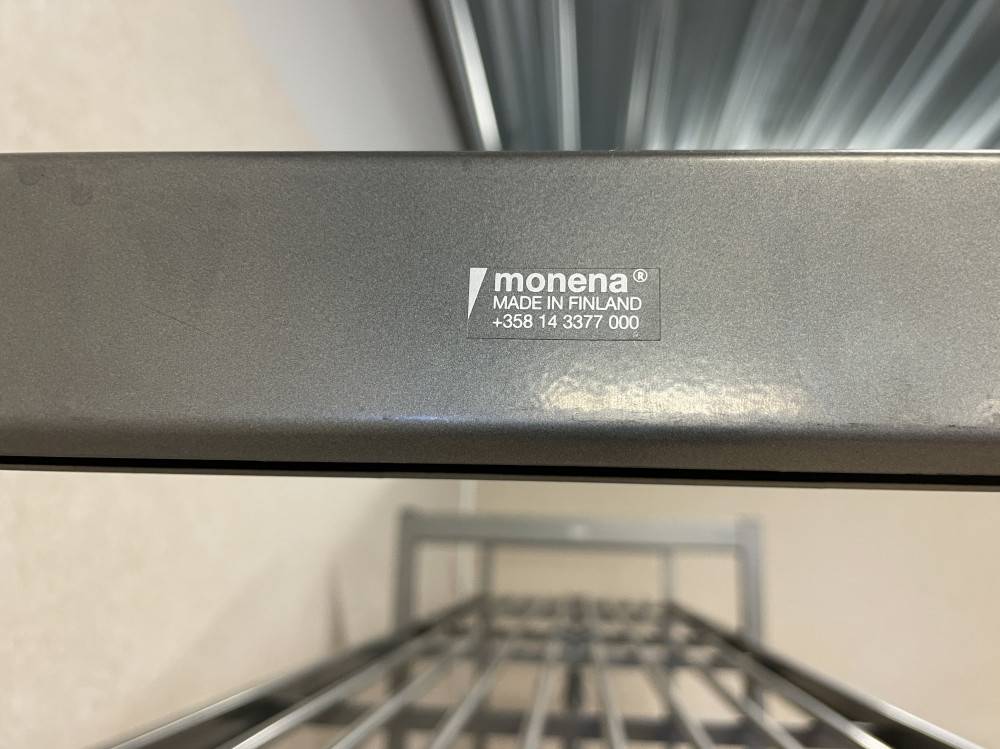 monena®
MADE IN FINLAND
+358 14 3377 000